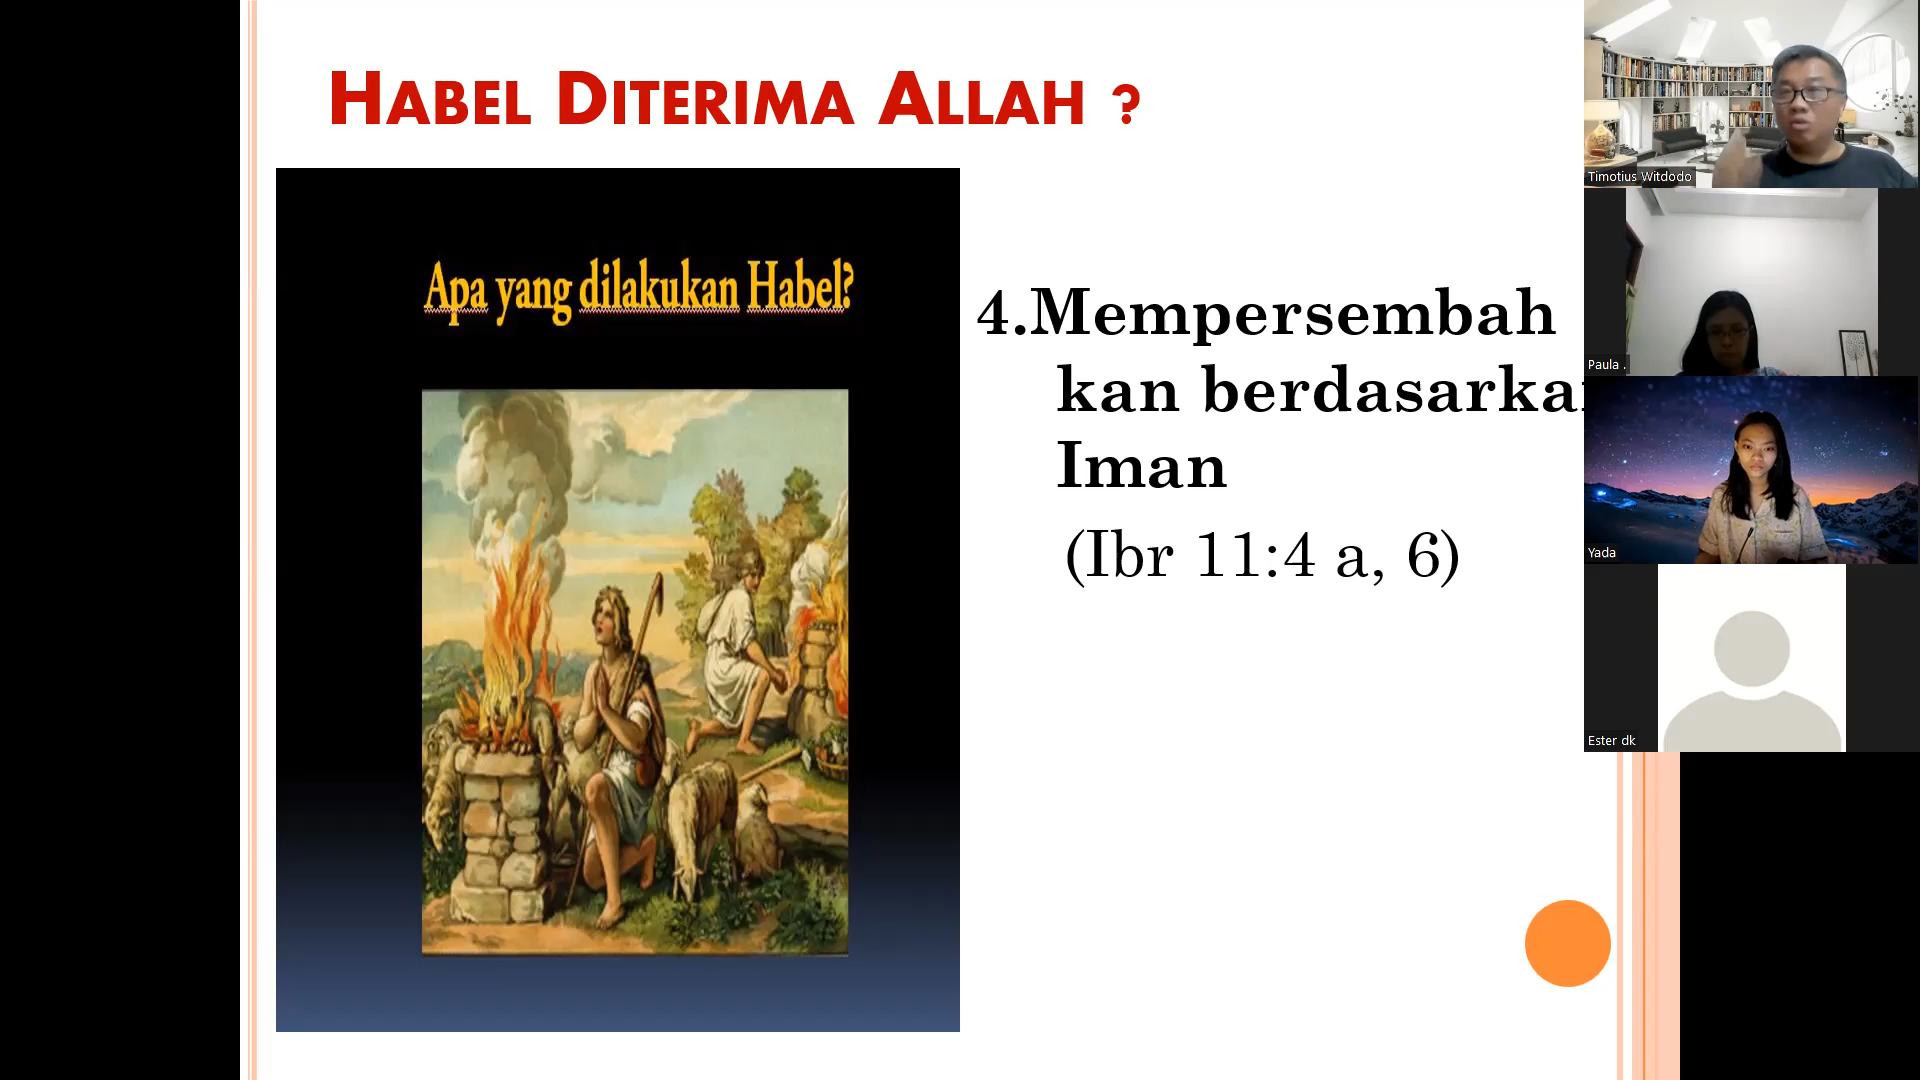 HABEL DITERIMA ALLAH ?
Apa yang dilakukan Habel?
4.Mempersembah
kan berdasarkan
Iman
(Ibr 11:4 a, 6)
Timotius Witdodo
Paula .
Yada
Ester dk